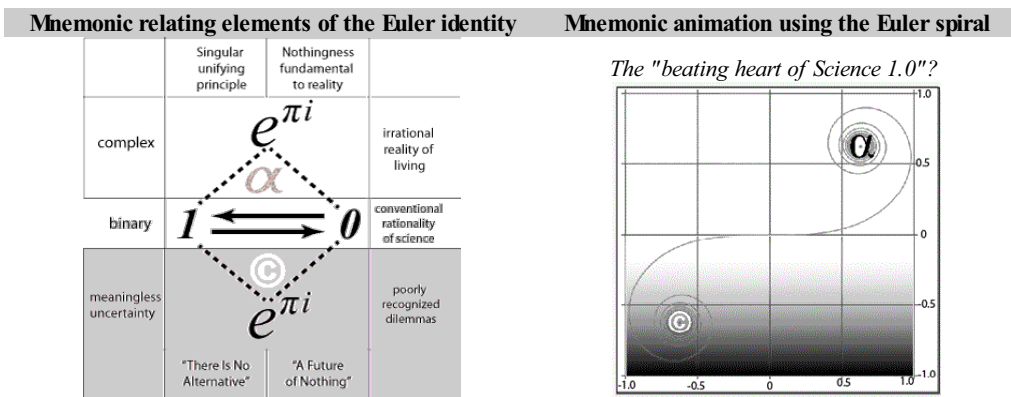 Mnemonic relating elements of the Euler identity
Singular
unifying
principle
Nothingness
fundamental
to reality
complex
e^πi
irrational
reality of
living
α
binary
1
0
conventional
rationality
of science
©
meaningless
uncertainty
e^πi
poorly
recognized
dilemmas
"There Is No
Alternative"
"A Future
of Nothing"
Mnemonic animation using the Euler spiral
The "beating heart of Science 1.0"?
1.0
α
0.5
0
-0.5
©
-1.0
-1.0
-0.5
0
0.5
1.0